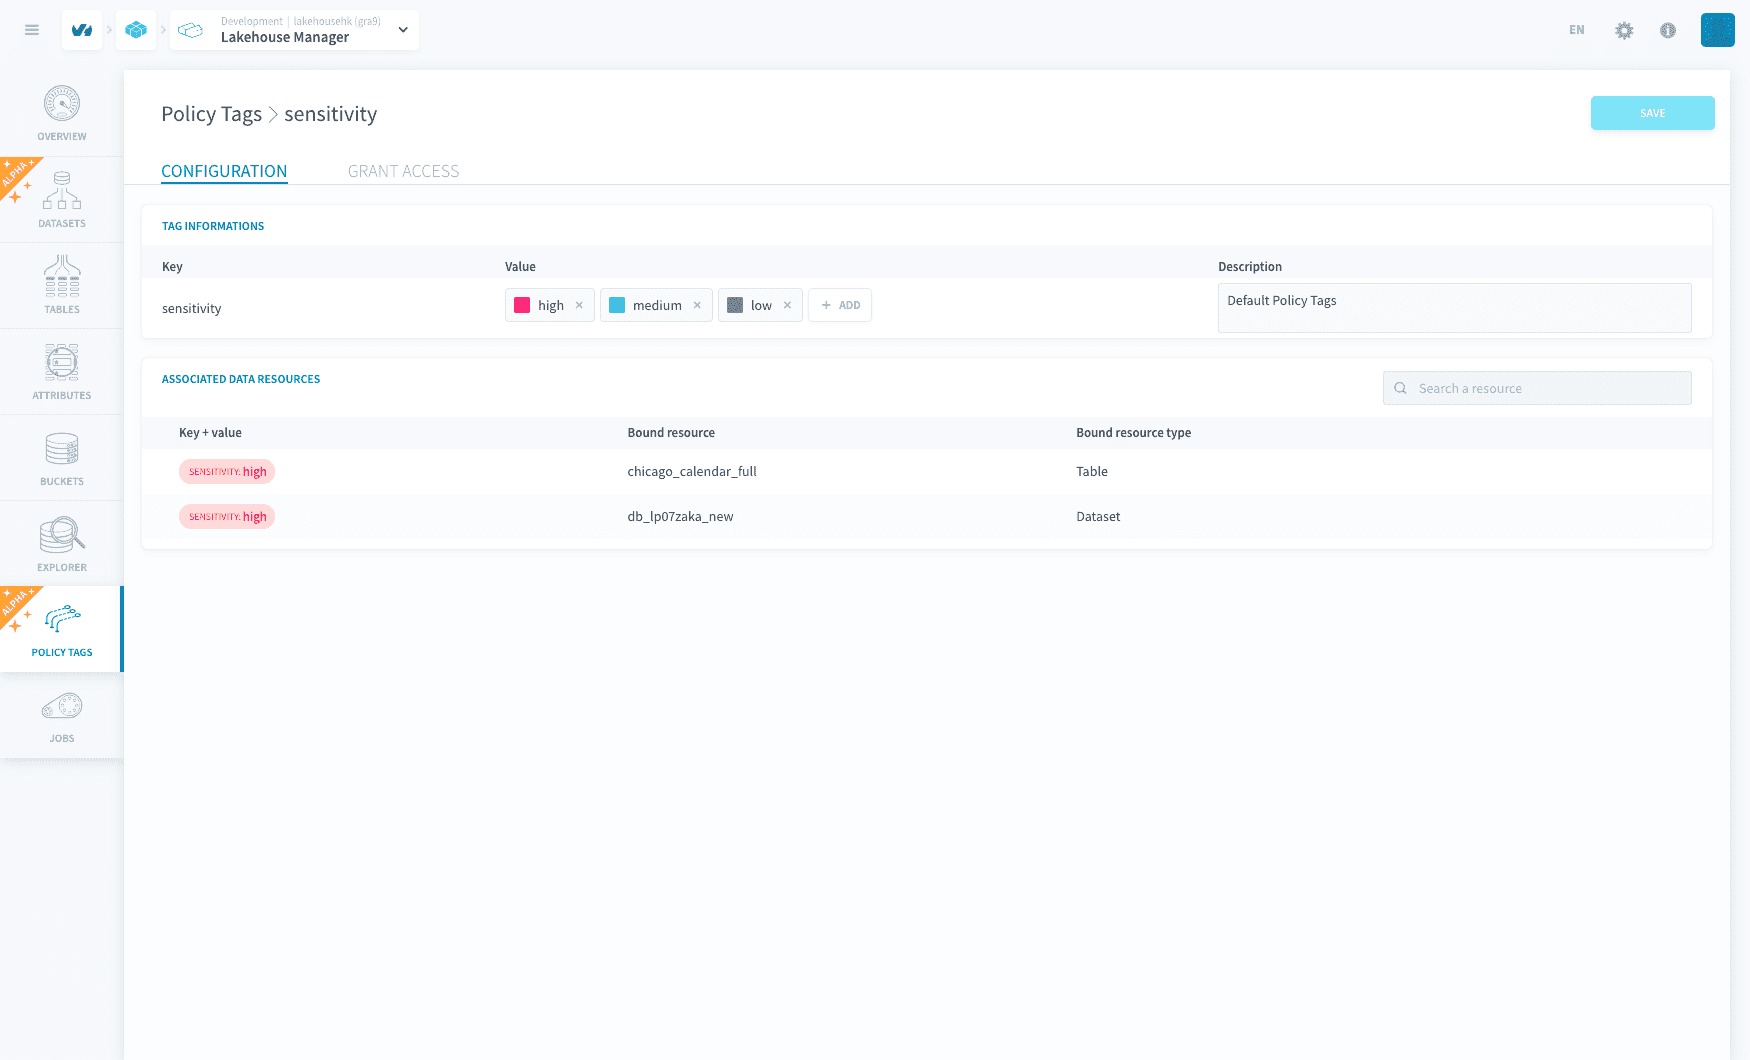 Development | lakehousehk (gra9)
Lakehouse Manager
EN
OVERVIEW
ALPHA
DATASETS
TABLES
ATTRIBUTES
BUCKETS
EXPLORER
ALPHA
POLICY TAGS
JOBS
Policy Tags > sensitivity
SAVE
CONFIGURATION
GRANT ACCESS
TAG INFORMATIONS
Key
Value
Description
sensitivity
high ×
medium ×
low ×
+ ADD
Default Policy Tags
ASSOCIATED DATA RESOURCES
Search a resource
Key + value
Bound resource
Bound resource type
SENSITIVITY: high
chicago_calendar_full
Table
SENSITIVITY: high
db_lp07zaka_new
Dataset